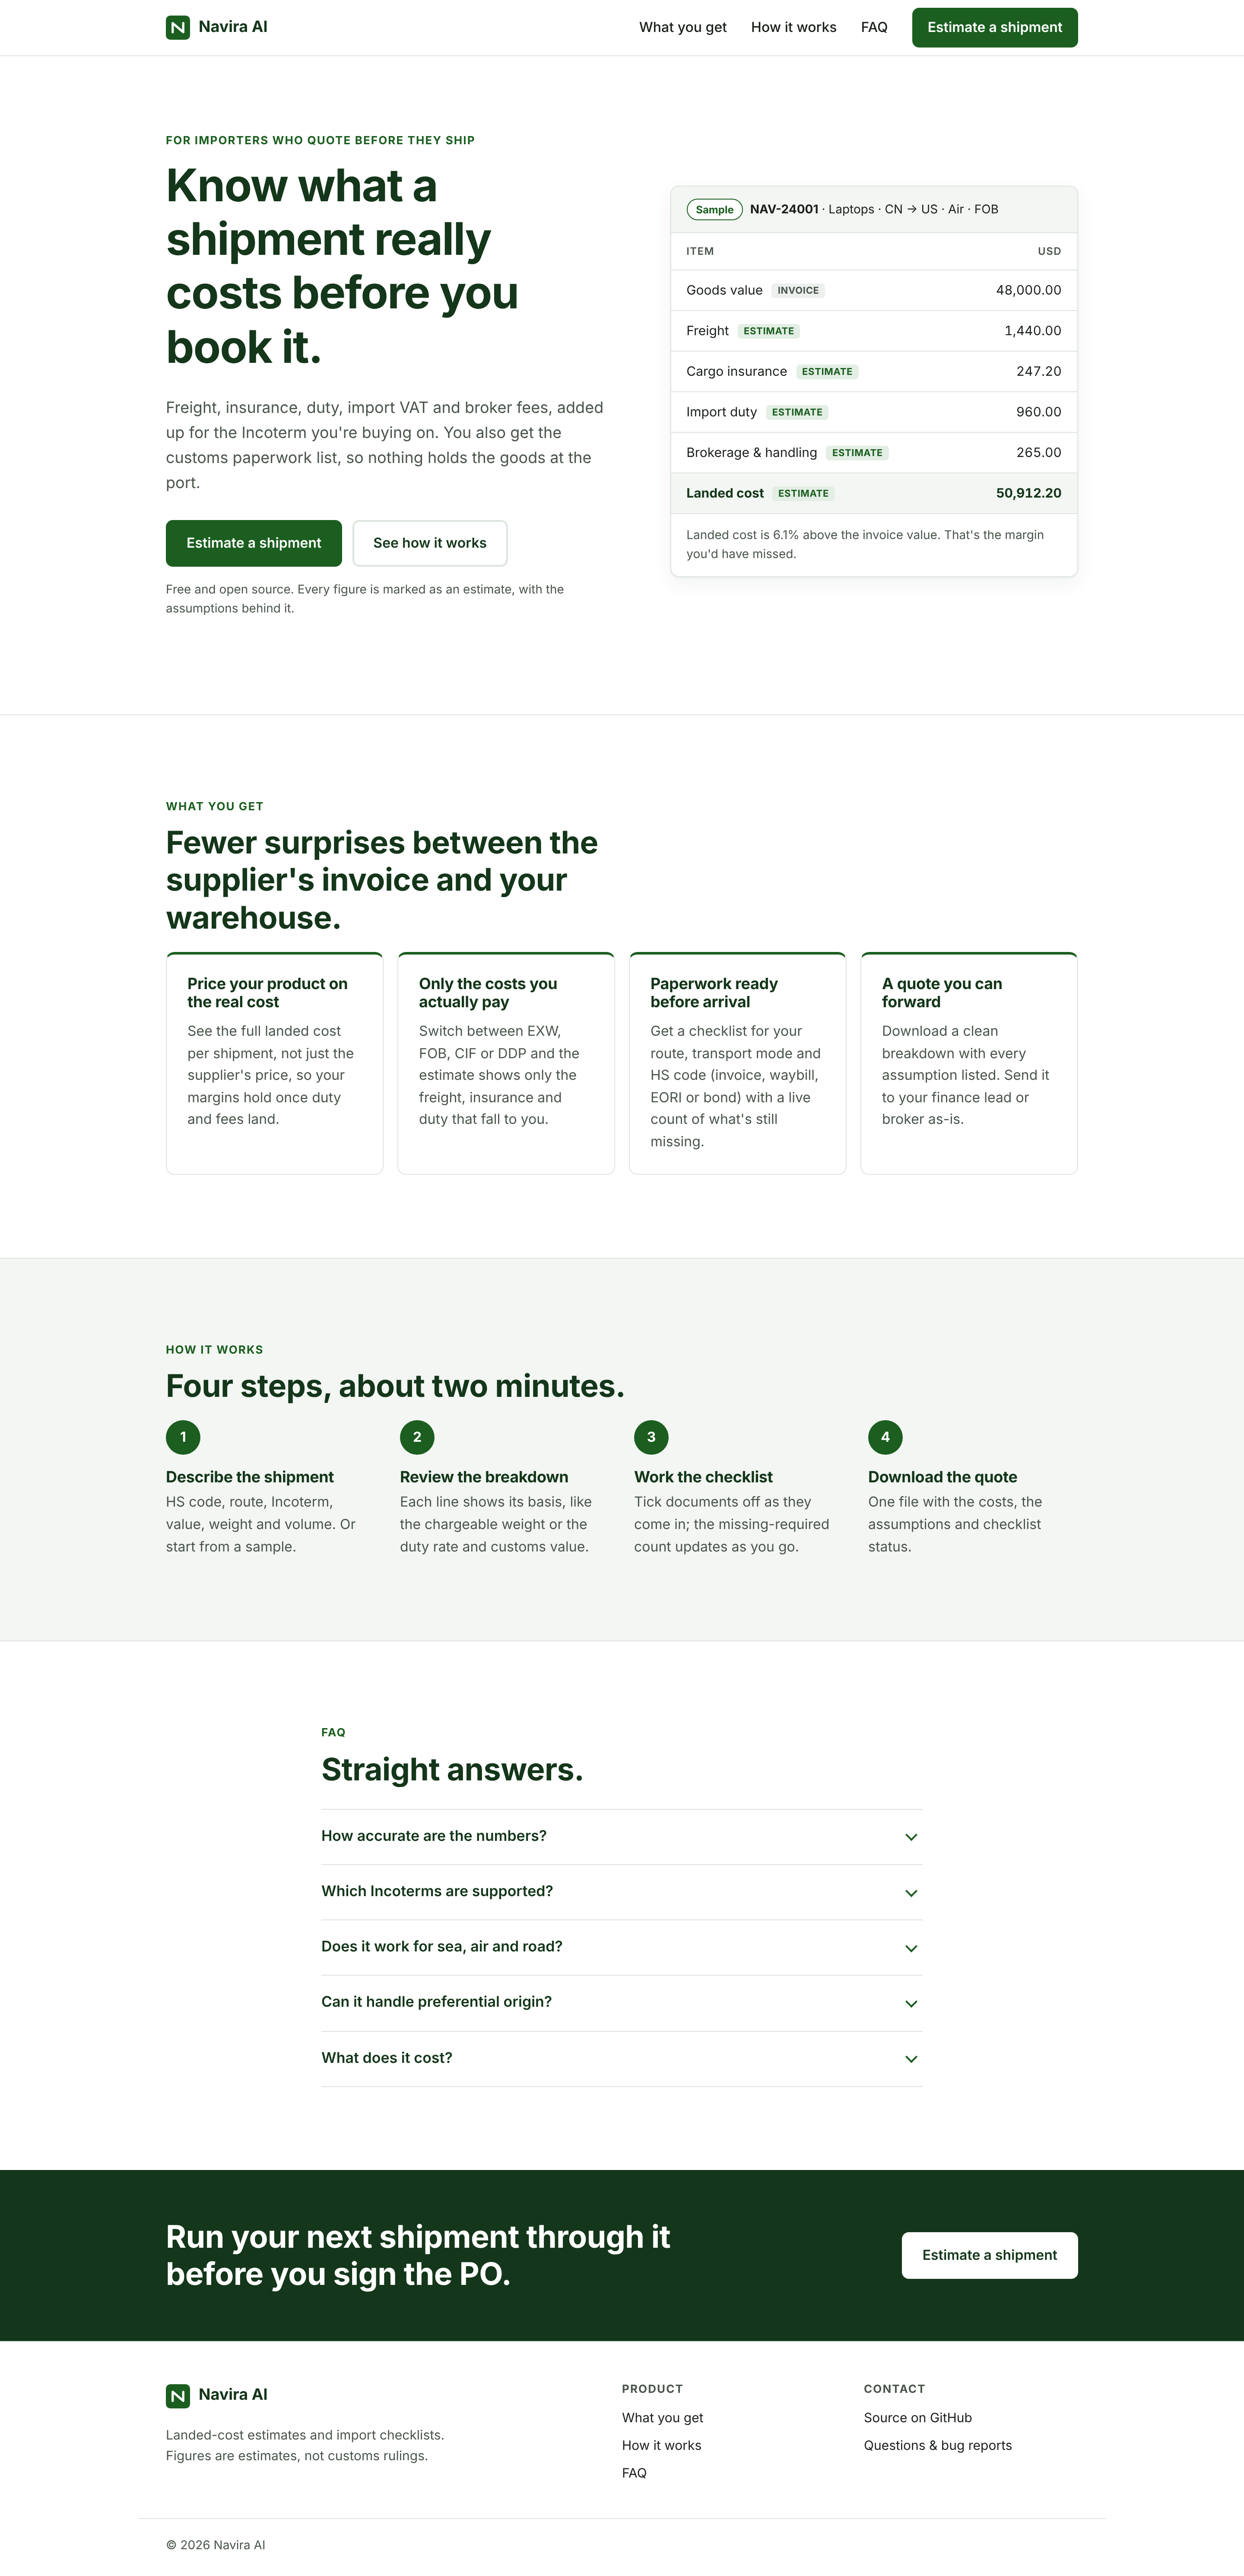 Navira AI
What you get
How it works
FAQ
Estimate a shipment
FOR IMPORTERS WHO QUOTE BEFORE THEY SHIP
Know what a
shipment really
costs before you
book it.
Freight, insurance, duty, import VAT and broker fees, added
up for the Incoterm you're buying on. You also get the
customs paperwork list, so nothing holds the goods at the
port.
Estimate a shipment
See how it works
Free and open source. Every figure is marked as an estimate, with the
assumptions behind it.
Sample NAV-24001 · Laptops · CN → US · Air · FOB
ITEM USD
Goods value INVOICE 48,000.00
Freight ESTIMATE 1,440.00
Cargo insurance ESTIMATE 247.20
Import duty ESTIMATE 960.00
Brokerage & handling ESTIMATE 265.00
Landed cost ESTIMATE 50,912.20
Landed cost is 6.1% above the invoice value. That's the margin
you'd have missed.
WHAT YOU GET
Fewer surprises between the
supplier's invoice and your
warehouse.
Price your product on
the real cost
See the full landed cost
per shipment, not just the
supplier's price, so your
margins hold once duty
and fees land.
Only the costs you
actually pay
Switch between EXW,
FOB, CIF or DDP and the
estimate shows only the
freight, insurance and
duty that fall to you.
Paperwork ready
before arrival
Get a checklist for your
route, transport mode and
HS code (invoice, waybill,
EORI or bond) with a live
count of what's still
missing.
A quote you can
forward
Download a clean
breakdown with every
assumption listed. Send it
to your finance lead or
broker as-is.
HOW IT WORKS
Four steps, about two minutes.
1
Describe the shipment
HS code, route, Incoterm,
value, weight and volume. Or
start from a sample.
2
Review the breakdown
Each line shows its basis, like
the chargeable weight or the
duty rate and customs value.
3
Work the checklist
Tick documents off as they
come in; the missing-required
count updates as you go.
4
Download the quote
One file with the costs, the
assumptions and checklist
status.
FAQ
Straight answers.
How accurate are the numbers?
Which Incoterms are supported?
Does it work for sea, air and road?
Can it handle preferential origin?
What does it cost?
Run your next shipment through it
before you sign the PO.
Estimate a shipment
Navira AI
Landed-cost estimates and import checklists.
Figures are estimates, not customs rulings.
PRODUCT
What you get
How it works
FAQ
CONTACT
Source on GitHub
Questions & bug reports
© 2026 Navira AI